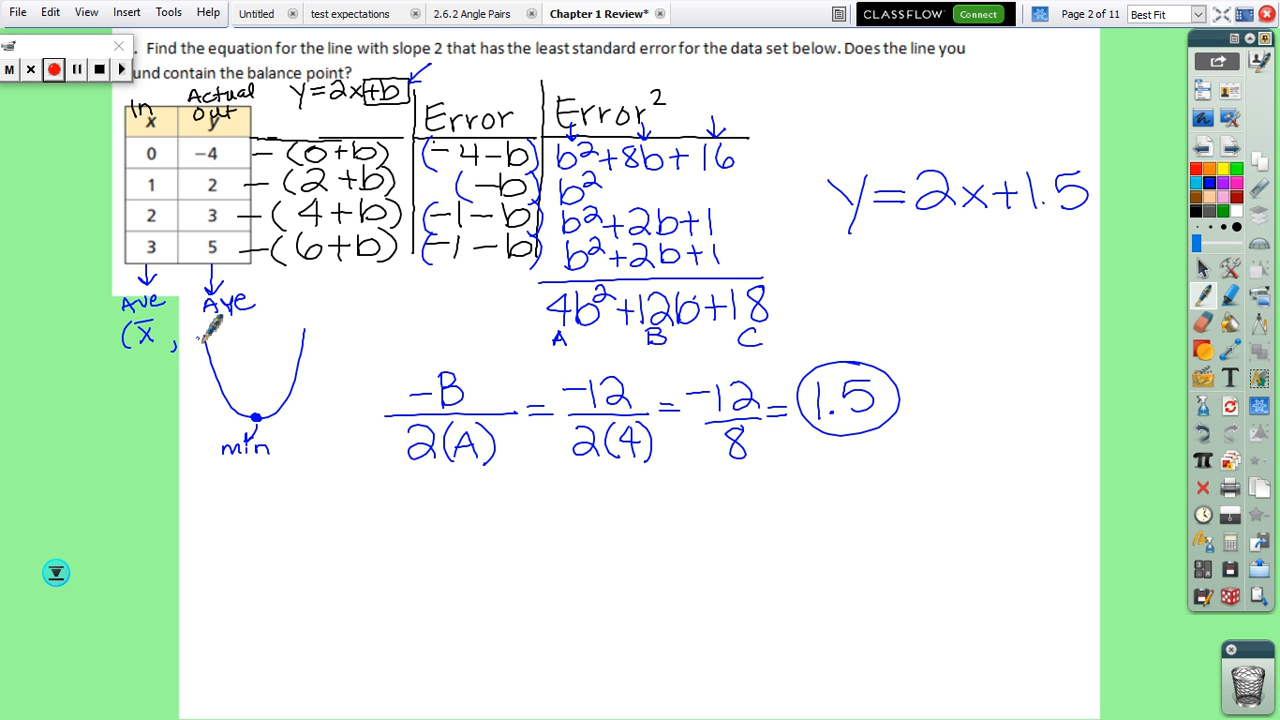 File Edit View Insert Tools Help
Untitled
test expectations
2.6.2 Angle Pairs
Chapter 1 Review*
CLASSFLOW Connect
Page 2 of 11
Best Fit
M
. Find the equation for the line with slope 2 that has the least standard error for the data set below. Does the line you
und contain the balance point?
In Actual Out y=2x+b Error Error²
x y
0 −4 −(0+b) (−4−b) b²+8b+16
1 2 −(2+b) (−b) b²
2 3 −(4+b) (−1−b) b²+2b+1
3 5 −(6+b) (−1−b) b²+2b+1
4b²+12b+18
A B C
y=2x+1.5
Ave Ave
(x̄ ,
min
−B/2(A) = −12/2(4) = −12/8 = 1.5
T